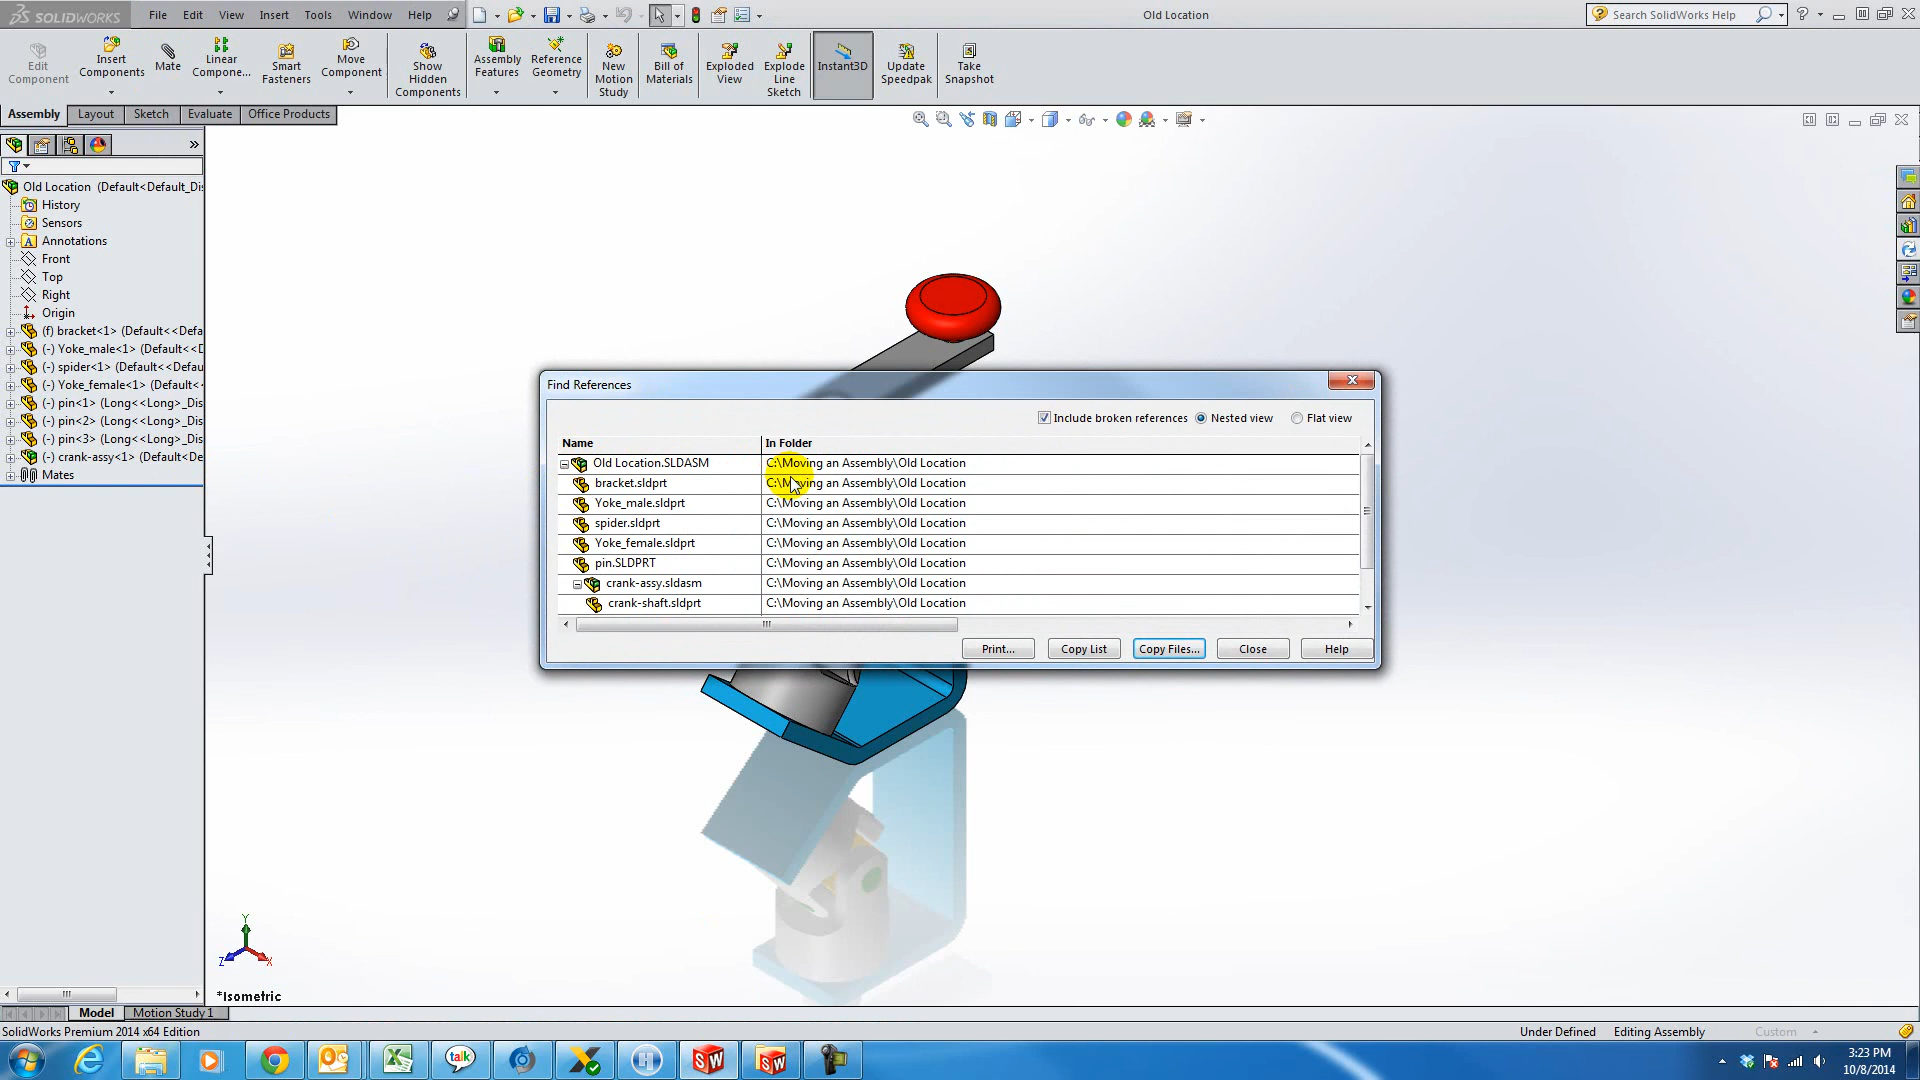 SOLIDWORKS File Edit View Insert Tools Window Help Old Location Search SolidWorks Help
Edit Component
Insert Components
Mate
Linear Compone...
Smart Fasteners
Move Component
Show Hidden Components
Assembly Features
Reference Geometry
New Motion Study
Bill of Materials
Exploded View
Explode Line Sketch
Instant3D
Update Speedpak
Take Snapshot
Assembly Layout Sketch Evaluate Office Products
Old Location (Default<Default_Di:
History
Sensors
Annotations
Front
Top
Right
Origin
(f) bracket<1> (Default<<Defa
(-) Yoke_male<1> (Default<<D
(-) spider<1> (Default<<Defau
(-) Yoke_female<1> (Default<<
(-) pin<1> (Long<<Long>_Dis
(-) pin<2> (Long<<Long>_Dis
(-) pin<3> (Long<<Long>_Dis
(-) crank-assy<1> (Default<De
Mates
Find References
Include broken references Nested view Flat view
Name In Folder
Old Location.SLDASM C:\Moving an Assembly\Old Location
bracket.sldprt C:\Moving an Assembly\Old Location
Yoke_male.sldprt C:\Moving an Assembly\Old Location
spider.sldprt C:\Moving an Assembly\Old Location
Yoke_female.sldprt C:\Moving an Assembly\Old Location
pin.SLDPRT C:\Moving an Assembly\Old Location
crank-assy.sldasm C:\Moving an Assembly\Old Location
crank-shaft.sldprt C:\Moving an Assembly\Old Location
Print... Copy List Copy Files... Close Help
Y
Z X
*Isometric
Model Motion Study 1
SolidWorks Premium 2014 x64 Edition Under Defined Editing Assembly Custom
talk
3:23 PM
10/8/2014